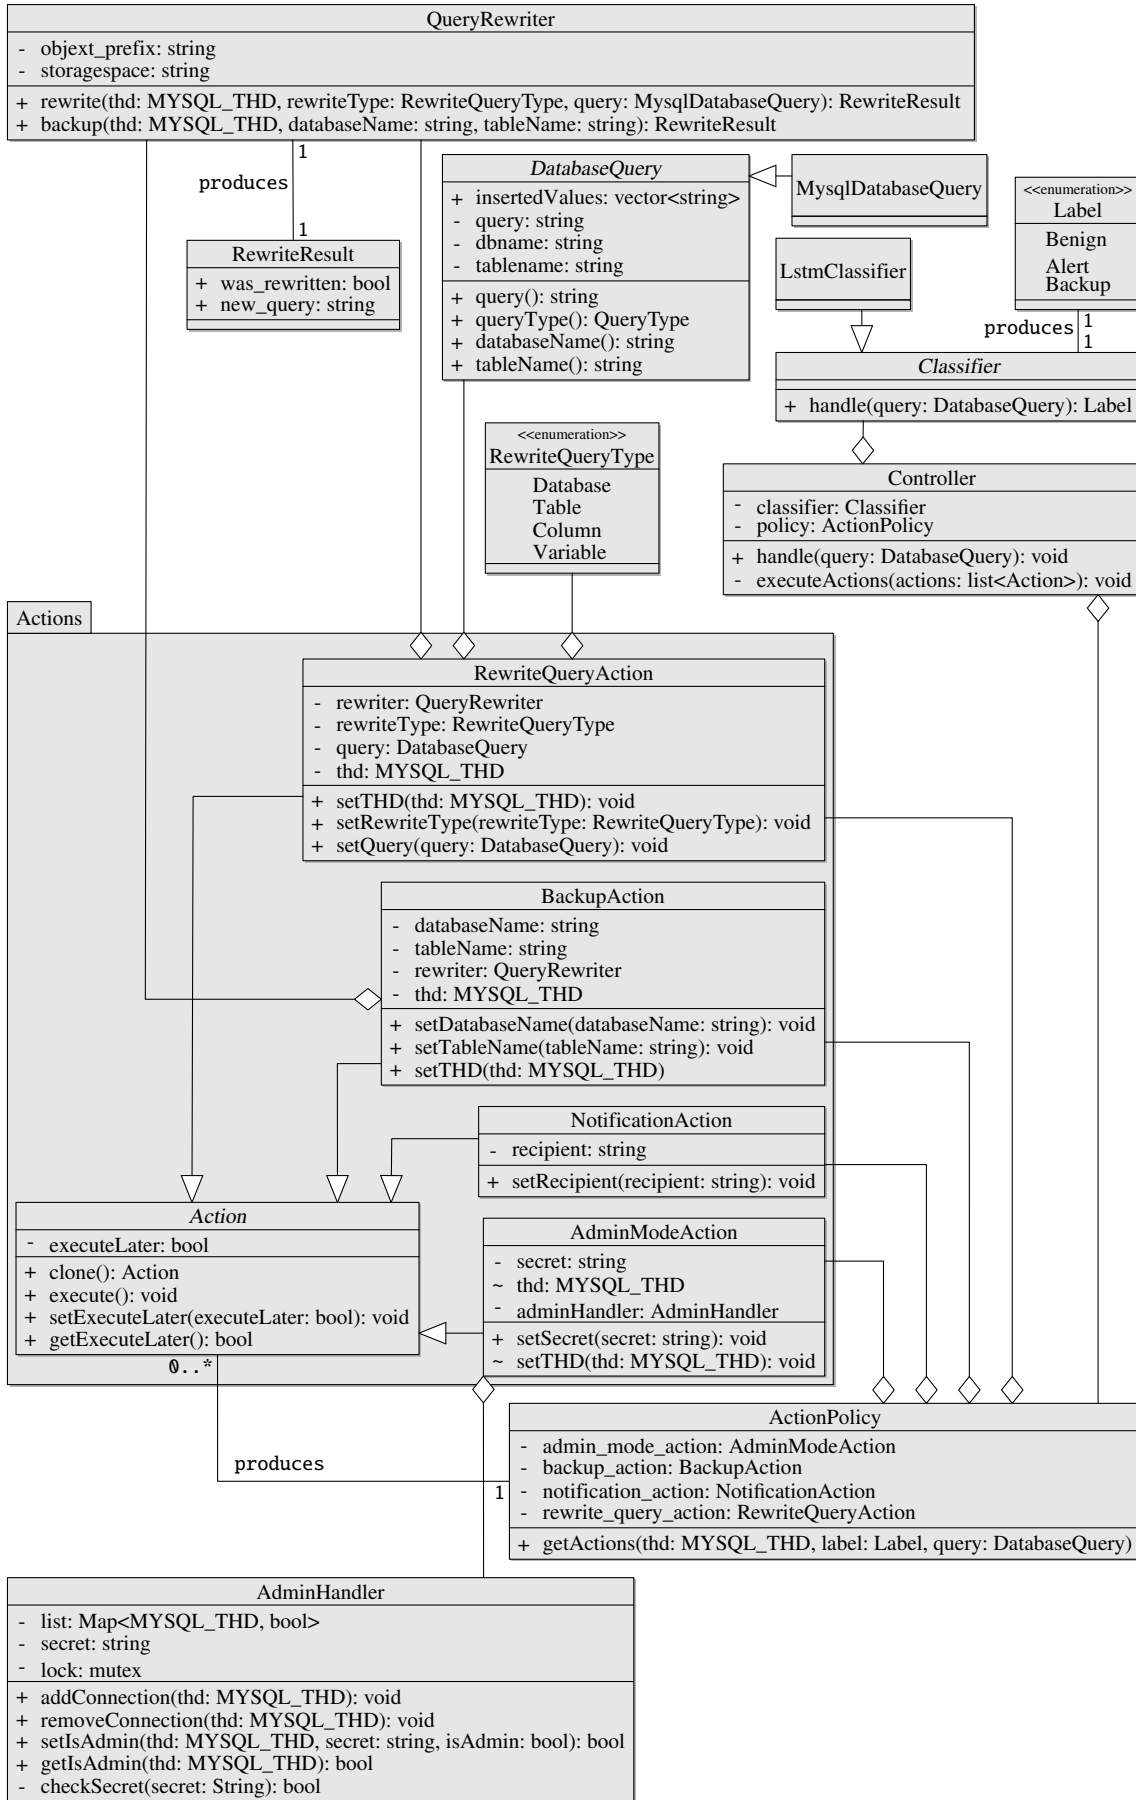 QueryRewriter
- objext_prefix: string
- storagespace: string
+ rewrite(thd: MYSQL_THD, rewriteType: RewriteQueryType, query: MysqlDatabaseQuery): RewriteResult
+ backup(thd: MYSQL_THD, databaseName: string, tableName: string): RewriteResult
1
produces
1
RewriteResult
+ was_rewritten: bool
+ new_query: string
DatabaseQuery
+ insertedValues: vector<string>
- query: string
- dbname: string
- tablename: string
+ query(): string
+ queryType(): QueryType
+ databaseName(): string
+ tableName(): string
MysqlDatabaseQuery
LstmClassifier
<<enumeration>>
Label
Benign
Alert
Backup
1
produces
1
Classifier
+ handle(query: DatabaseQuery): Label
<<enumeration>>
RewriteQueryType
Database
Table
Column
Variable
Controller
- classifier: Classifier
- policy: ActionPolicy
+ handle(query: DatabaseQuery): void
- executeActions(actions: list<Action>): void
Actions
RewriteQueryAction
- rewriter: QueryRewriter
- rewriteType: RewriteQueryType
- query: DatabaseQuery
- thd: MYSQL_THD
+ setTHD(thd: MYSQL_THD): void
+ setRewriteType(rewriteType: RewriteQueryType): void
+ setQuery(query: DatabaseQuery): void
BackupAction
- databaseName: string
- tableName: string
- rewriter: QueryRewriter
- thd: MYSQL_THD
+ setDatabaseName(databaseName: string): void
+ setTableName(tableName: string): void
+ setTHD(thd: MYSQL_THD)
NotificationAction
- recipient: string
+ setRecipient(recipient: string): void
Action
- executeLater: bool
+ clone(): Action
+ execute(): void
+ setExecuteLater(executeLater: bool): void
+ getExecuteLater(): bool
0..*
AdminModeAction
- secret: string
~ thd: MYSQL_THD
- adminHandler: AdminHandler
+ setSecret(secret: string): void
~ setTHD(thd: MYSQL_THD): void
produces
1
ActionPolicy
- admin_mode_action: AdminModeAction
- backup_action: BackupAction
- notification_action: NotificationAction
- rewrite_query_action: RewriteQueryAction
+ getActions(thd: MYSQL_THD, label: Label, query: DatabaseQuery)
AdminHandler
- list: Map<MYSQL_THD, bool>
- secret: string
- lock: mutex
+ addConnection(thd: MYSQL_THD): void
+ removeConnection(thd: MYSQL_THD): void
+ setIsAdmin(thd: MYSQL_THD, secret: string, isAdmin: bool): bool
+ getIsAdmin(thd: MYSQL_THD): bool
- checkSecret(secret: String): bool